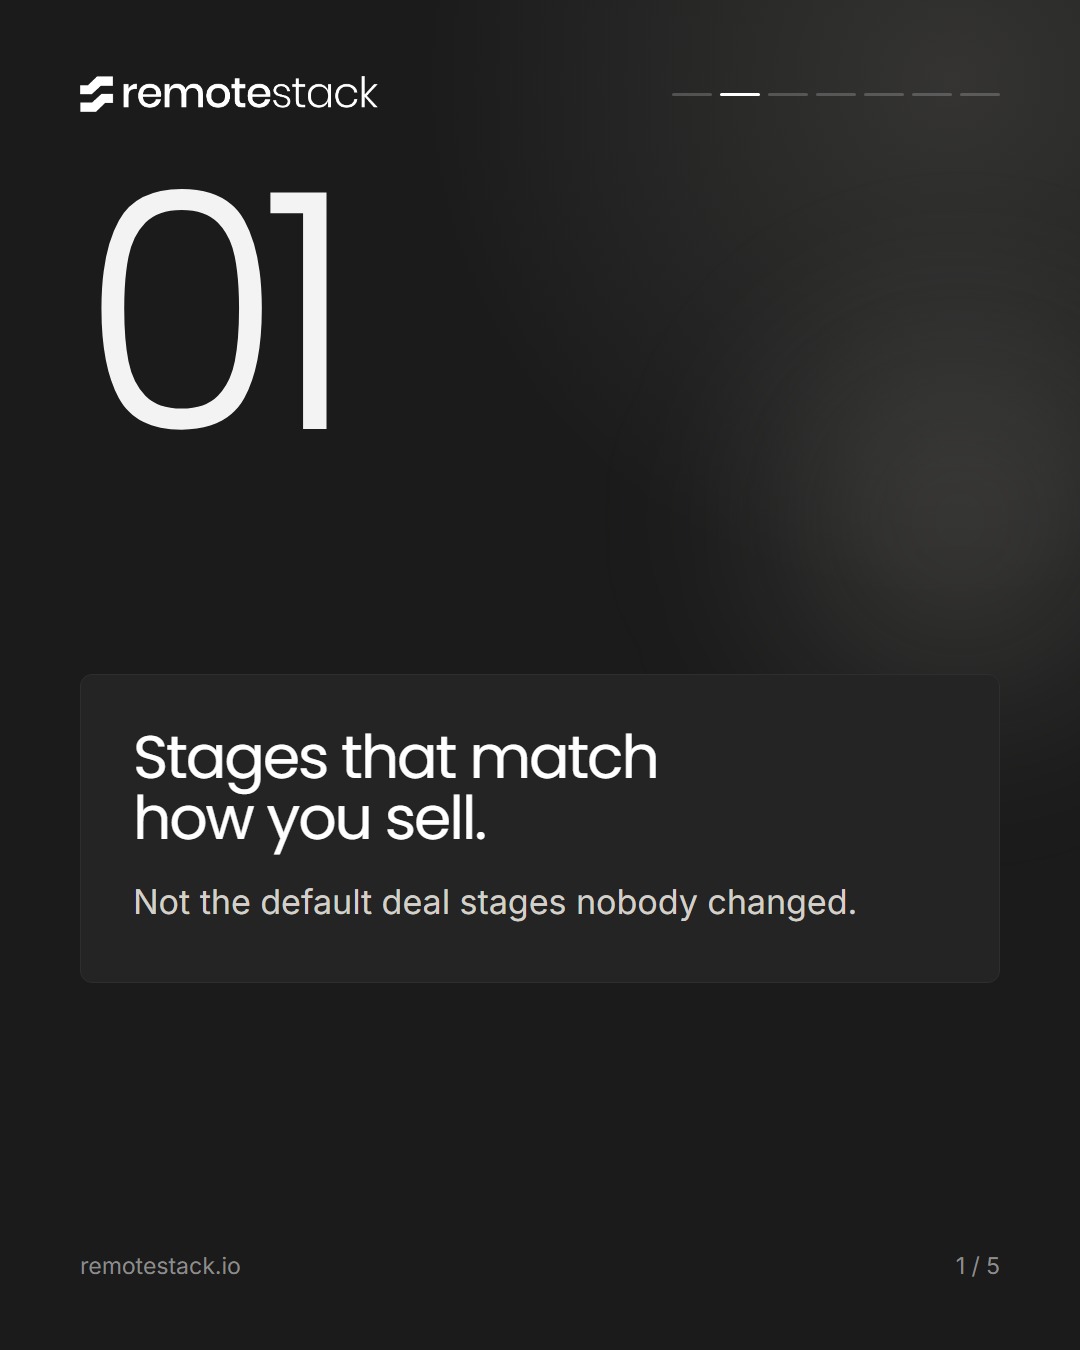 remotestack
01
Stages that match
how you sell.
Not the default deal stages nobody changed.
remotestack.io
1 / 5